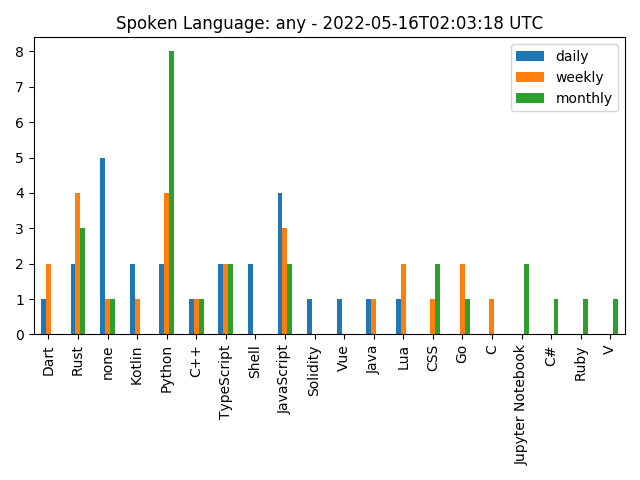 Spoken Language: any - 2022-05-16T02:03:18 UTC
daily
weekly
monthly
8
7
6
5
4
3
2
1
0
Dart
Rust
none
Kotlin
Python
C++
TypeScript
Shell
JavaScript
Solidity
Vue
Java
Lua
CSS
Go
C
Jupyter Notebook
C#
Ruby
V